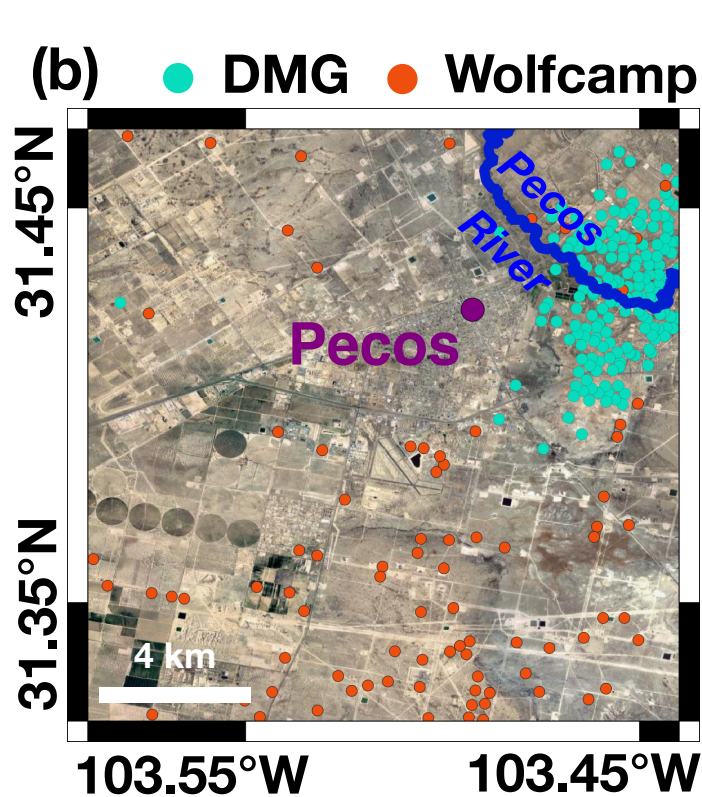 (b) DMG Wolfcamp
31.45°N
Pecos
River
Pecos
31.35°N
4 km
103.55°W 103.45°W